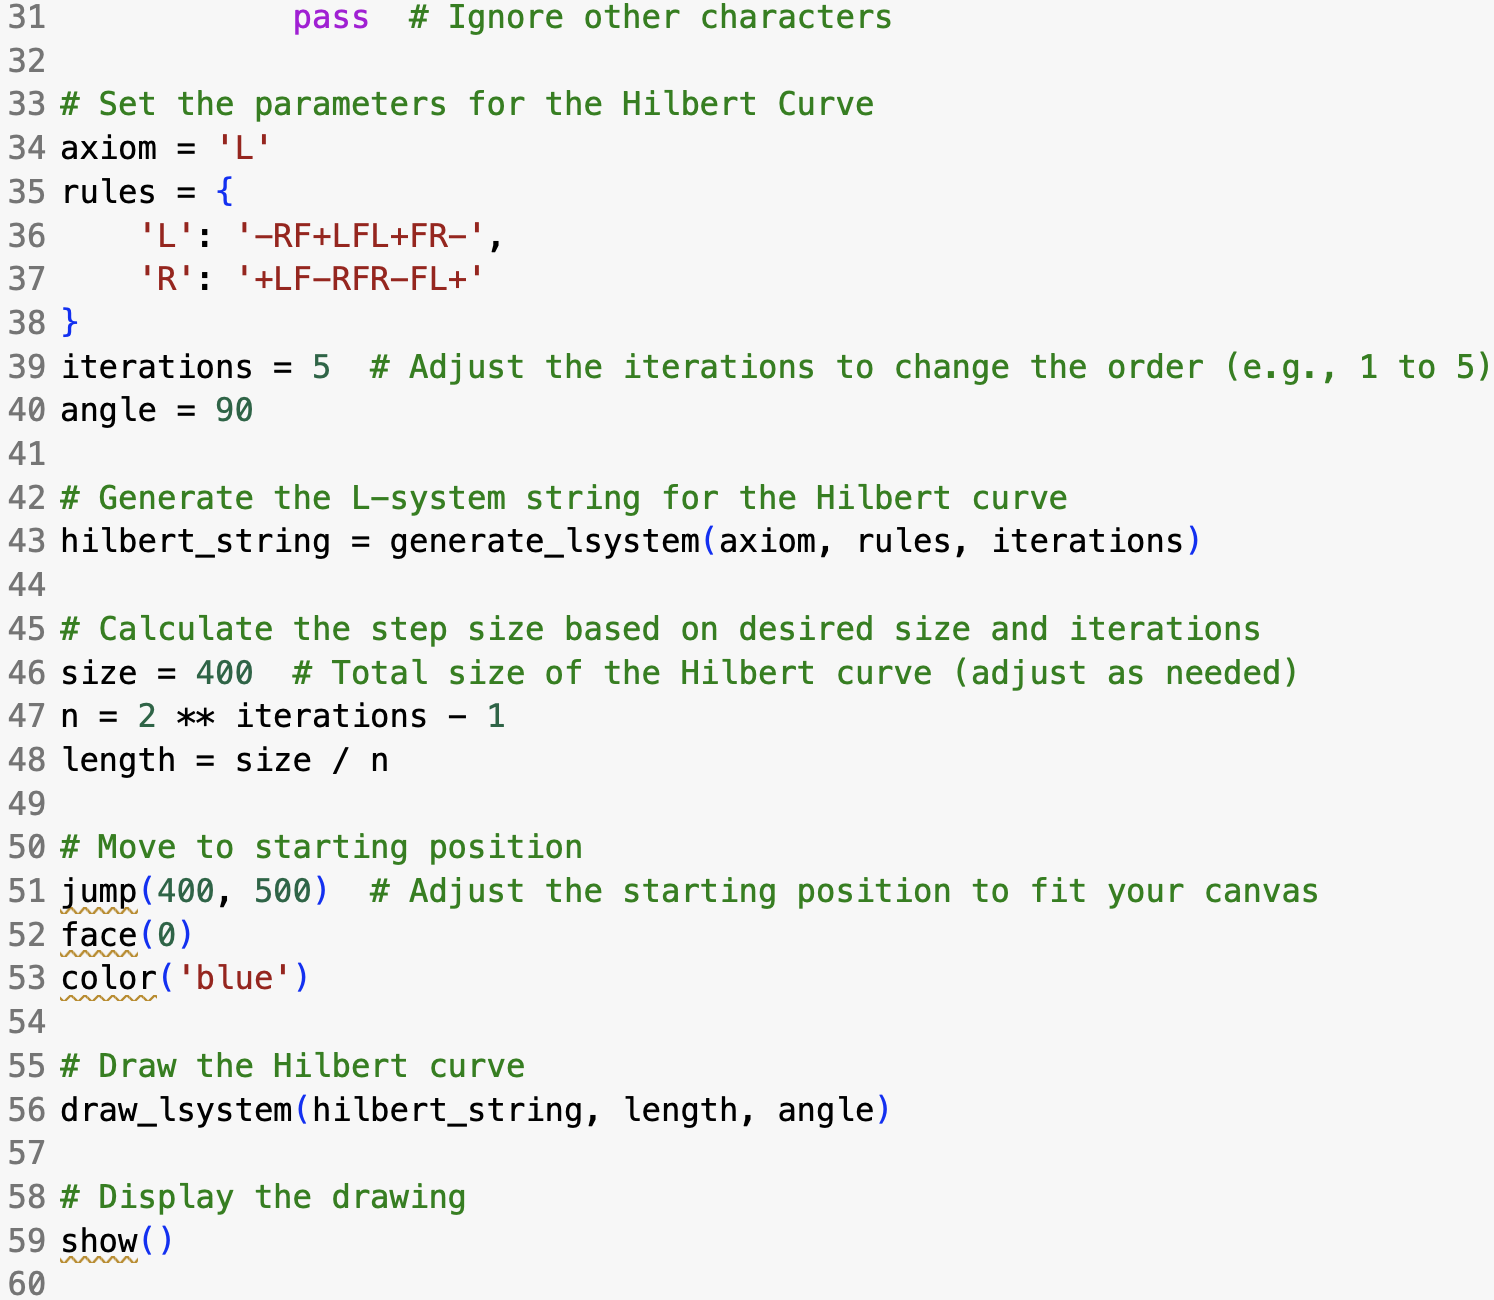 31             pass  # Ignore other characters
32
33 # Set the parameters for the Hilbert Curve
34 axiom = 'L'
35 rules = {
36     'L': '-RF+LFL+FR-',
37     'R': '+LF-RFR-FL+'
38 }
39 iterations = 5  # Adjust the iterations to change the order (e.g., 1 to 5)
40 angle = 90
41
42 # Generate the L-system string for the Hilbert curve
43 hilbert_string = generate_lsystem(axiom, rules, iterations)
44
45 # Calculate the step size based on desired size and iterations
46 size = 400  # Total size of the Hilbert curve (adjust as needed)
47 n = 2 ** iterations - 1
48 length = size / n
49
50 # Move to starting position
51 jump(400, 500)  # Adjust the starting position to fit your canvas
52 face(0)
53 color('blue')
54
55 # Draw the Hilbert curve
56 draw_lsystem(hilbert_string, length, angle)
57
58 # Display the drawing
59 show()
60